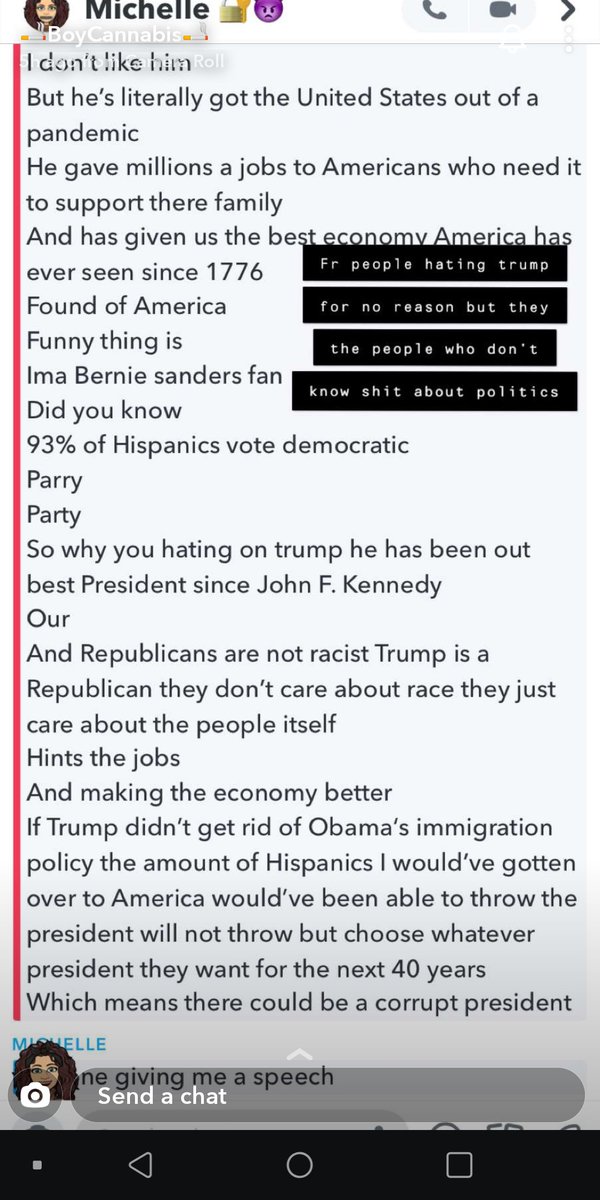 Michelle 🔐😈
🚬BoyCannabis🚬
5h ago from Camera Roll
I don't like him
But he's literally got the United States out of a
pandemic
He gave millions a jobs to Americans who need it
to support there family
And has given us the best economy America has
ever seen since 1776
Fr people hating trump
Found of America
for no reason but they
Funny thing is
the people who don't
Ima Bernie sanders fan
know shit about politics
Did you know
93% of Hispanics vote democratic
Parry
Party
So why you hating on trump he has been out
best President since John F. Kennedy
Our
And Republicans are not racist Trump is a
Republican they don't care about race they just
care about the people itself
Hints the jobs
And making the economy better
If Trump didn't get rid of Obama's immigration
policy the amount of Hispanics I would've gotten
over to America would've been able to throw the
president will not throw but choose whatever
president they want for the next 40 years
Which means there could be a corrupt president
MICHELLE
ne giving me a speech
Send a chat